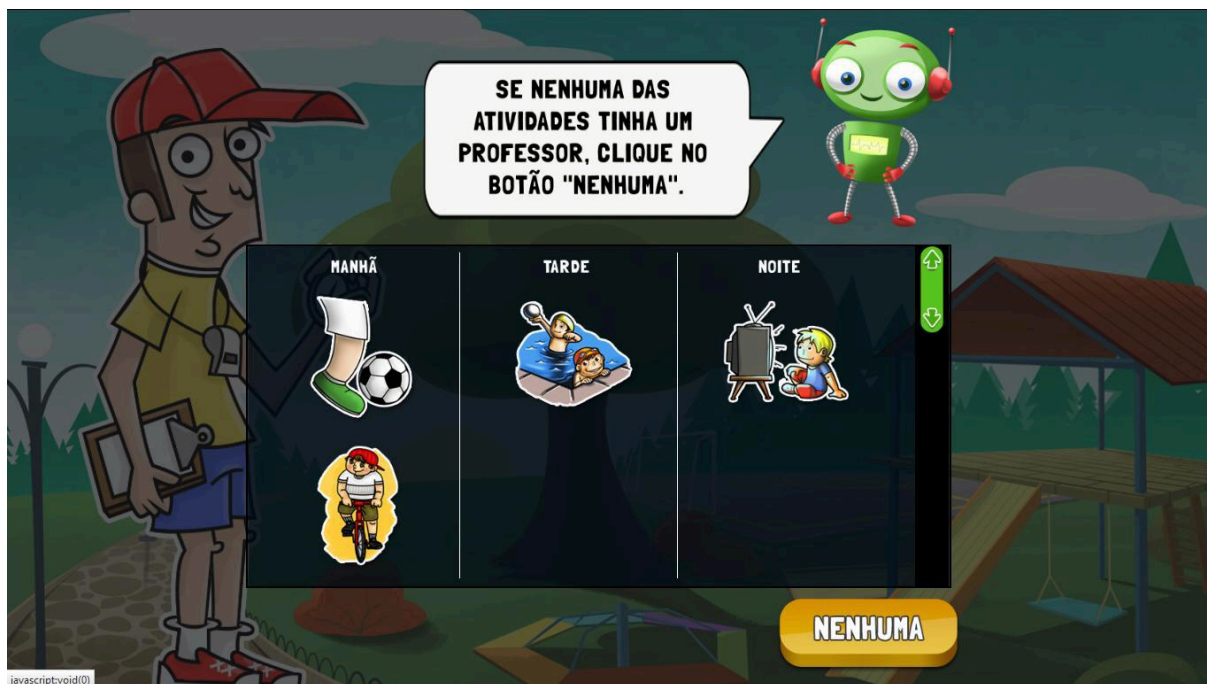 SE NENHUMA DAS
ATIVIDADES TINHA UM
PROFESSOR, CLIQUE NO
BOTÃO "NENHUMA".
MANHÃ
TARDE
NOITE
NENHUMA
javascript:void(0)